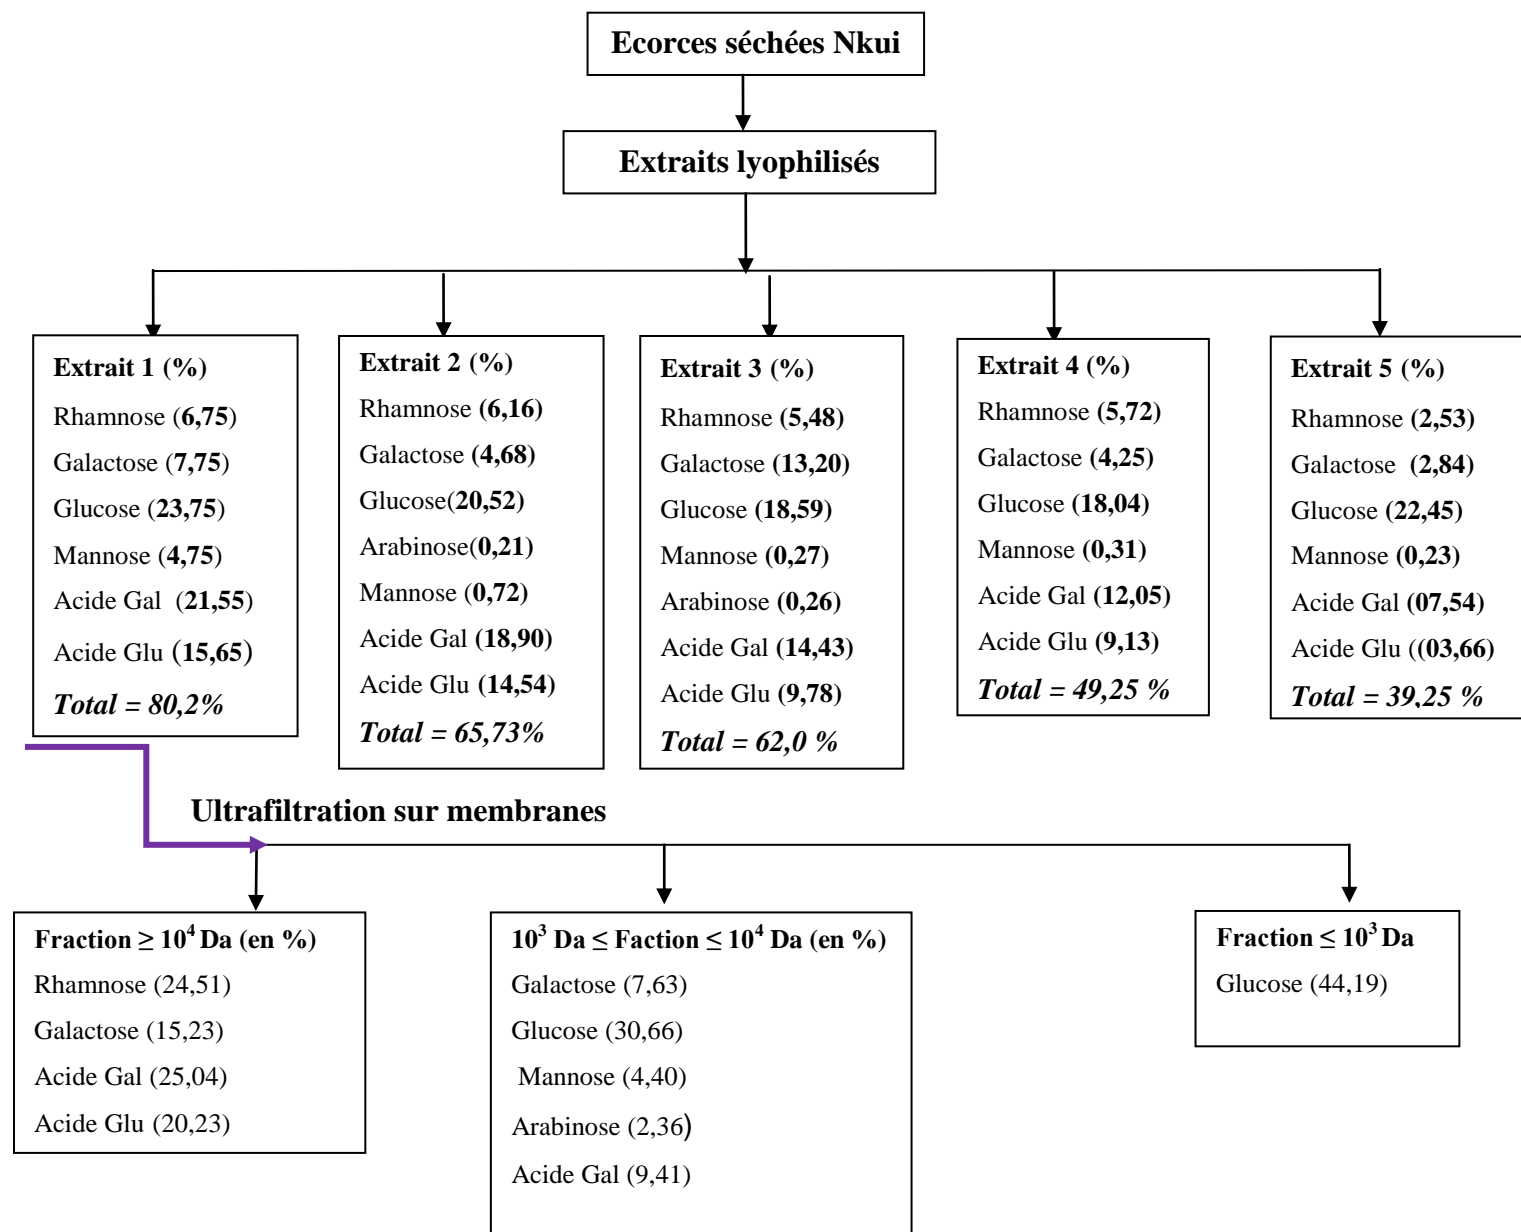 Ecorces séchées Nkui
Extraits lyophilisés
Extrait 1 (%)
Rhamnose (6,75)
Galactose (7,75)
Glucose (23,75)
Mannose (4,75)
Acide Gal (21,55)
Acide Glu (15,65)
Total = 80,2%
Extrait 2 (%)
Rhamnose (6,16)
Galactose (4,68)
Glucose(20,52)
Arabinose(0,21)
Mannose (0,72)
Acide Gal (18,90)
Acide Glu (14,54)
Total = 65,73%
Extrait 3 (%)
Rhamnose (5,48)
Galactose (13,20)
Glucose (18,59)
Mannose (0,27)
Arabinose (0,26)
Acide Gal (14,43)
Acide Glu (9,78)
Total = 62,0 %
Extrait 4 (%)
Rhamnose (5,72)
Galactose (4,25)
Glucose (18,04)
Mannose (0,31)
Acide Gal (12,05)
Acide Glu (9,13)
Total = 49,25 %
Extrait 5 (%)
Rhamnose (2,53)
Galactose (2,84)
Glucose (22,45)
Mannose (0,23)
Acide Gal (07,54)
Acide Glu ((03,66)
Total = 39,25 %
Ultrafiltration sur membranes
Fraction ≥ 10⁴ Da (en %)
Rhamnose (24,51)
Galactose (15,23)
Acide Gal (25,04)
Acide Glu (20,23)
10³ Da ≤ Faction ≤ 10⁴ Da (en %)
Galactose (7,63)
Glucose (30,66)
Mannose (4,40)
Arabinose (2,36)
Acide Gal (9,41)
Fraction ≤ 10³ Da
Glucose (44,19)